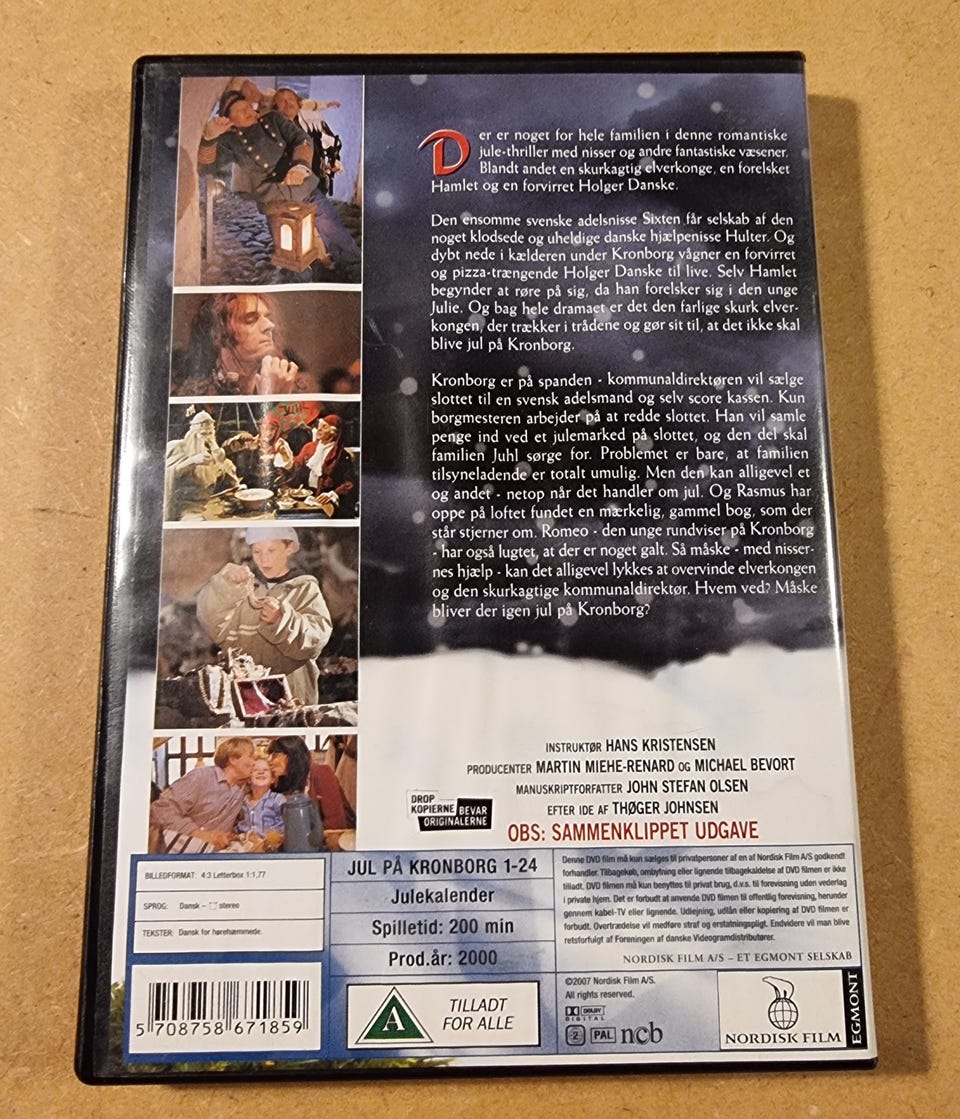 Der er noget for hele familien i denne romantiske
jule-thriller med nisser og andre fantastiske væsener.
Blandt andet en skurkagtig elverkonge, en forelsket
Hamlet og en forvirret Holger Danske.
Den ensomme svenske adelsnisse Sixten får selskab af den
noget klodsede og uheldige danske hjælpenisse Hulter. Og
dybt nede i kælderen under Kronborg vågner en forvirret
og pizza-trængende Holger Danske til live. Selv Hamlet
begynder at røre på sig, da han forelsker sig i den unge
Julie. Og bag hele dramaet er det den farlige skurk elver-
kongen, der trækker i trådene og gør sit til, at det ikke skal
blive jul på Kronborg.
Kronborg er på spanden - kommunaldirektøren vil sælge
slottet til en svensk adelsmand og selv score kassen. Kun
borgmesteren arbejder på at redde slottet. Han vil samle
penge ind ved et julemarked på slottet, og den del skal
familien Juhl sørge for. Problemet er bare, at familien
tilsyneladende er totalt umulig. Men den kan alligevel et
og andet - netop når det handler om jul. Og Rasmus har
oppe på loftet fundet en mærkelig, gammel bog, som der
står stjerner om. Romeo - den unge rundviser på Kronborg
- har også lugtet, at der er noget galt. Så måske - med nisser-
nes hjælp - kan det alligevel lykkes at overvinde elverkongen
og den skurkagtige kommunaldirektør. Hvem ved? Måske
bliver der igen jul på Kronborg?
INSTRUKTØR HANS KRISTENSEN
PRODUCENTER MARTIN MIEHE-RENARD OG MICHAEL BEVORT
MANUSKRIPTFORFATTER JOHN STEFAN OLSEN
EFTER IDE AF THØGER JOHNSEN
OBS: SAMMENKLIPPET UDGAVE
DROP
KOPIERNE BEVAR
ORIGINALERNE
BILLEDFORMAT: 4:3 Letterbox 1:1,77
SPROG: Dansk - stereo
TEKSTER: Dansk for hørehæmmede.
JUL PÅ KRONBORG 1-24
Julekalender
Spilletid: 200 min
Prod.år: 2000
Denne DVD film må kun sælges til privatpersoner af en af Nordisk Film A/S godkendt
forhandler. Tilbagekøb, ombytning eller lignende tilbagekaldelse af DVD filmen er ikke
tilladt. DVD filmen må kun benyttes til privat brug, d.v.s. til forevisning uden vederlag
i private hjem. Det er forbudt at anvende DVD filmen til offentlig forevisning, herunder
gennem kabel-TV eller lignende. Udlejning, udlån eller kopiering af DVD filmen er
forbudt. Overtrædelse vil medføre straf og erstatningspligt. Endvidere vil man blive
retsforfulgt af Foreningen af danske Videogramdistributører.
NORDISK FILM A/S – ET EGMONT SELSKAB
5 708758 671859
A
TILLADT
FOR ALLE
©2007 Nordisk Film A/S.
All rights reserved.
DOLBY
DIGITAL
2 PAL ncb
NORDISK FILM
EGMONT